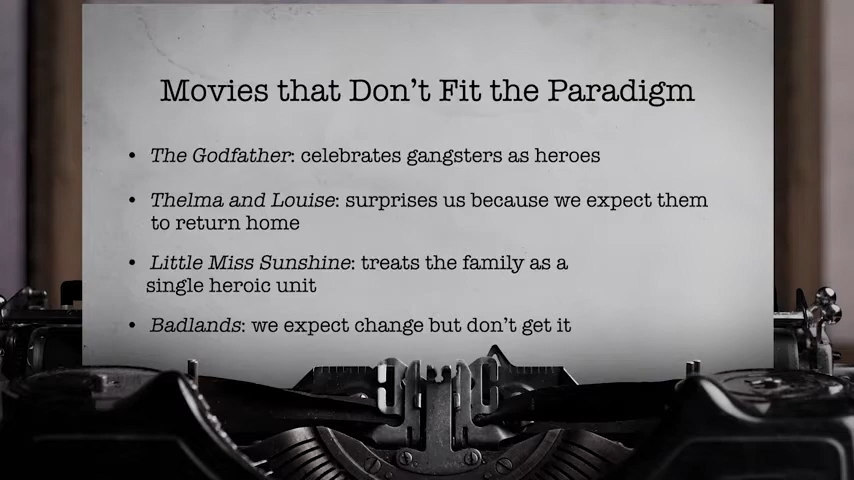 Movies that Don't Fit the Paradigm
• The Godfather: celebrates gangsters as heroes
• Thelma and Louise: surprises us because we expect them
to return home
• Little Miss Sunshine: treats the family as a
single heroic unit
• Badlands: we expect change but don't get it